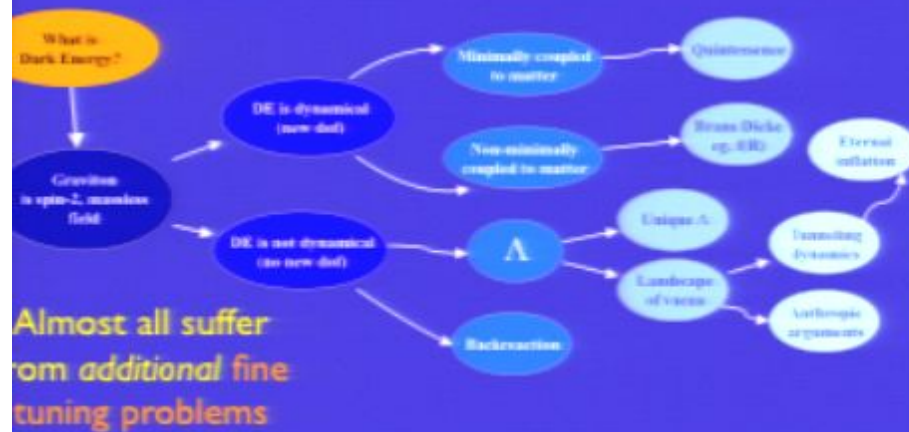 What is
Dark Energy?
Graviton
is spin-2, massless
field
DE is dynamical
(new dof)
DE is not dynamical
(no new dof)
Minimally coupled
to matter
Non-minimally
coupled to matter
Λ
Backreaction
Quintessence
Brans-Dicke
eg, f(R)
Unique Λ
Landscape
of vacua
Eternal
inflation
Tunneling
dynamics
Anthropic
arguments
Almost all suffer
rom additional fine
tuning problems